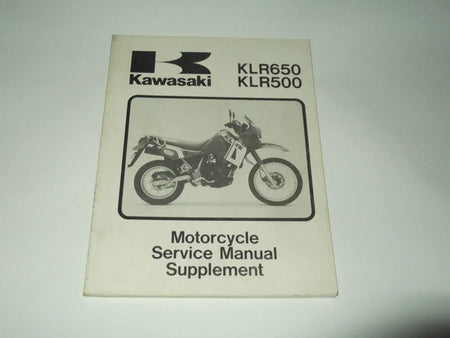 Kawasaki
KLR650
KLR500
Motorcycle
Service Manual
Supplement